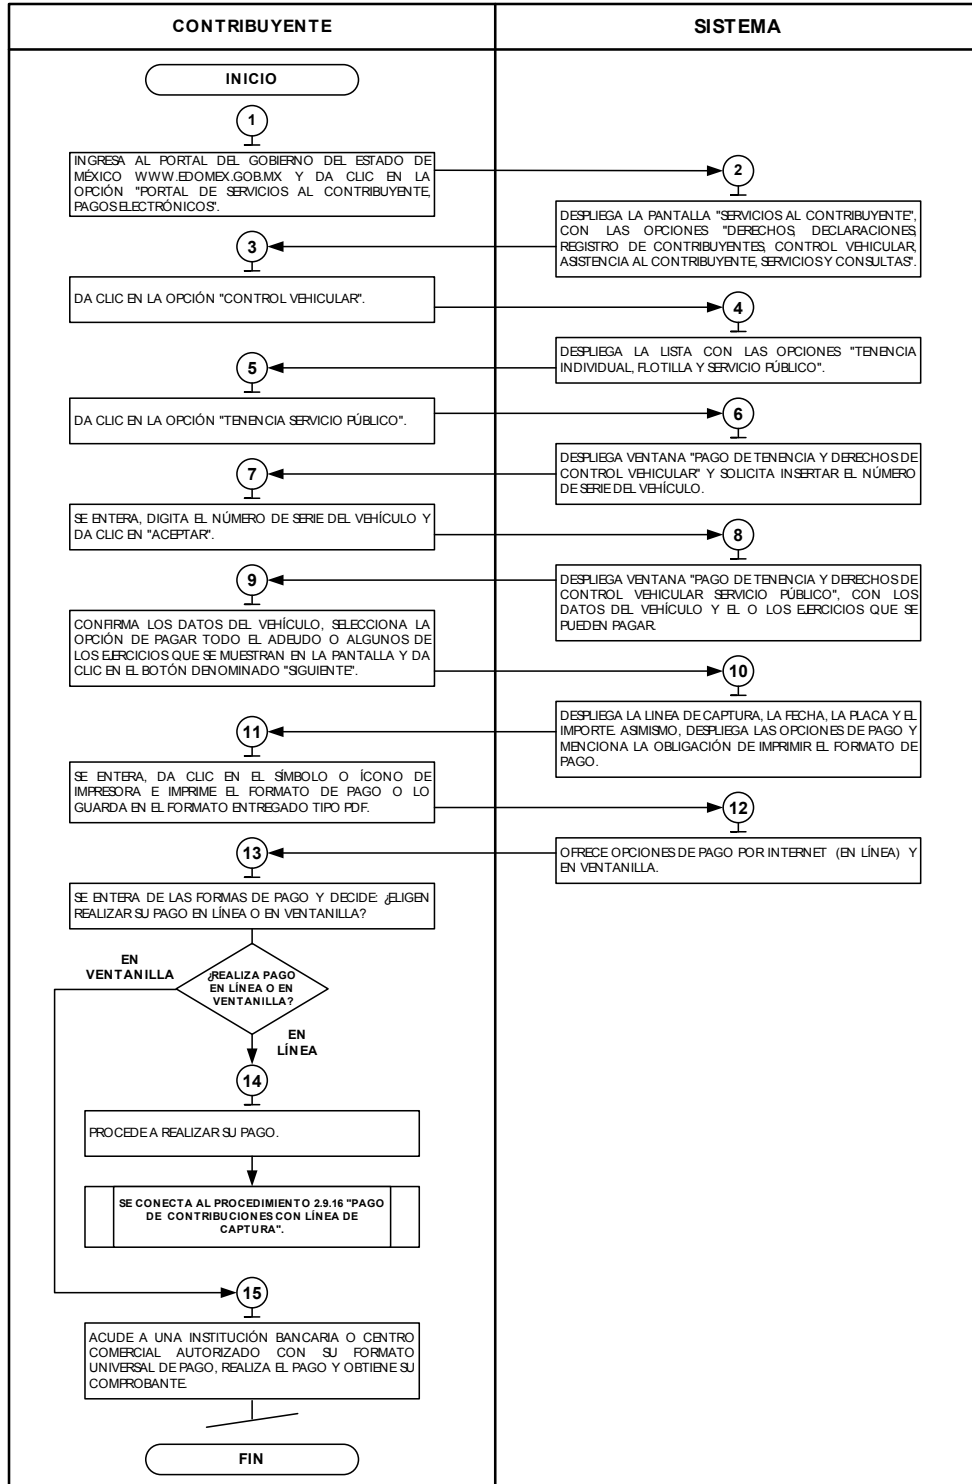 CONTRIBUYENTE
SISTEMA
INICIO
1
INGRESA AL PORTAL DEL GOBIERNO DEL ESTADO DE
MÉXICO WWW.EDOMEX.GOB.MX Y DA CLIC EN LA
OPCIÓN "PORTAL DE SERVICIOS AL CONTRIBUYENTE,
PAGOS ELECTRÓNICOS".
2
DESPLIEGA LA PANTALLA "SERVICIOS AL CONTRIBUYENTE",
CON LAS OPCIONES "DERECHOS, DECLARACIONES,
REGISTRO DE CONTRIBUYENTES, CONTROL VEHICULAR,
ASISTENCIA AL CONTRIBUYENTE, SERVICIOS Y CONSULTAS".
3
DA CLIC EN LA OPCIÓN "CONTROL VEHICULAR".
4
DESPLIEGA LA LISTA CON LAS OPCIONES "TENENCIA
INDIVIDUAL, FLOTILLA Y SERVICIO PÚBLICO".
5
DA CLIC EN LA OPCIÓN "TENENCIA SERVICIO PÚBLICO".
6
DESPLIEGA VENTANA "PAGO DE TENENCIA Y DERECHOS DE
CONTROL VEHICULAR" Y SOLICITA INSERTAR EL NÚMERO
DE SERIE DEL VEHÍCULO.
7
SE ENTERA, DIGITA EL NÚMERO DE SERIE DEL VEHÍCULO Y
DA CLIC EN "ACEPTAR".
8
DESPLIEGA VENTANA "PAGO DE TENENCIA Y DERECHOS DE
CONTROL VEHICULAR SERVICIO PÚBLICO", CON LOS
DATOS DEL VEHÍCULO Y EL O LOS EJERCICIOS QUE SE
PUEDEN PAGAR.
9
CONFIRMA LOS DATOS DEL VEHÍCULO, SELECCIONA LA
OPCIÓN DE PAGAR TODO EL ADEUDO O ALGUNOS DE
LOS EJERCICIOS QUE SE MUESTRAN EN LA PANTALLA Y DA
CLIC EN EL BOTÓN DENOMINADO "SIGUIENTE".
10
DESPLIEGA LA LINEA DE CAPTURA, LA FECHA, LA PLACA Y EL
IMPORTE. ASIMISMO, DESPLIEGA LAS OPCIONES DE PAGO Y
MENCIONA LA OBLIGACIÓN DE IMPRIMIR EL FORMATO DE
PAGO.
11
SE ENTERA, DA CLIC EN EL SÍMBOLO O ÍCONO DE
IMPRESORA E IMPRIME EL FORMATO DE PAGO O LO
GUARDA EN EL FORMATO ENTREGADO TIPO PDF.
12
OFRECE OPCIONES DE PAGO POR INTERNET (EN LÍNEA) Y
EN VENTANILLA.
13
SE ENTERA DE LAS FORMAS DE PAGO Y DECIDE: ¿ELIGEN
REALIZAR SU PAGO EN LÍNEA O EN VENTANILLA?
EN
VENTANILLA
¿REALIZA PAGO
EN LÍNEA O EN
VENTANILLA?
EN
LÍNEA
14
PROCEDE A REALIZAR SU PAGO.
SE CONECTA AL PROCEDIMIENTO 2.9.16 "PAGO
DE CONTRIBUCIONES CON LÍNEA DE
CAPTURA".
15
ACUDE A UNA INSTITUCIÓN BANCARIA O CENTRO
COMERCIAL AUTORIZADO CON SU FORMATO
UNIVERSAL DE PAGO, REALIZA EL PAGO Y OBTIENE SU
COMPROBANTE.
FIN